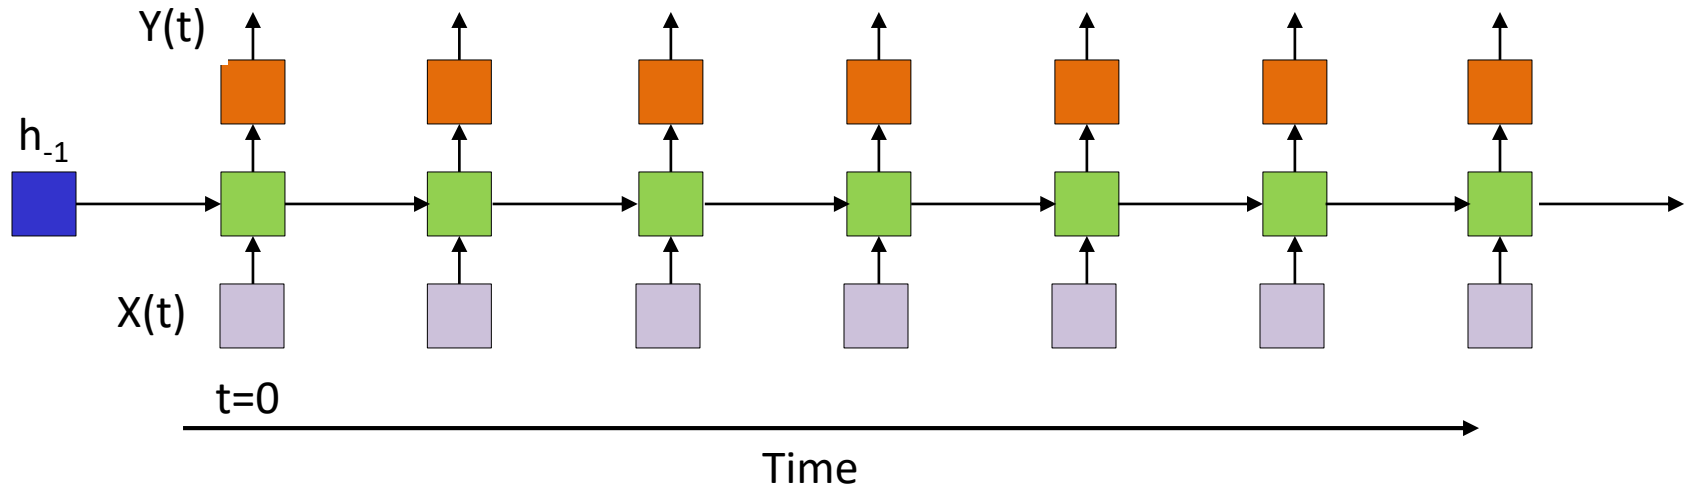 Y(t)
h₋₁
X(t)
t=0
Time